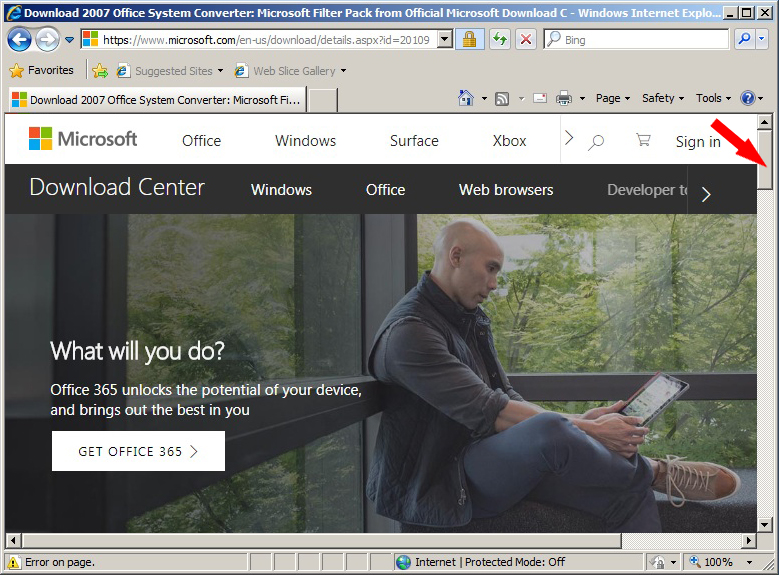 Download 2007 Office System Converter: Microsoft Filter Pack from Official Microsoft Download C - Windows Internet Explo...
https://www.microsoft.com/en-us/download/details.aspx?id=20109
Bing
Favorites Suggested Sites Web Slice Gallery
Download 2007 Office System Converter: Microsoft Fi... Page Safety Tools
Microsoft Office Windows Surface Xbox Sign in
Download Center Windows Office Web browsers Developer to
What will you do?
Office 365 unlocks the potential of your device,
and brings out the best in you
GET OFFICE 365
Error on page. Internet | Protected Mode: Off 100%